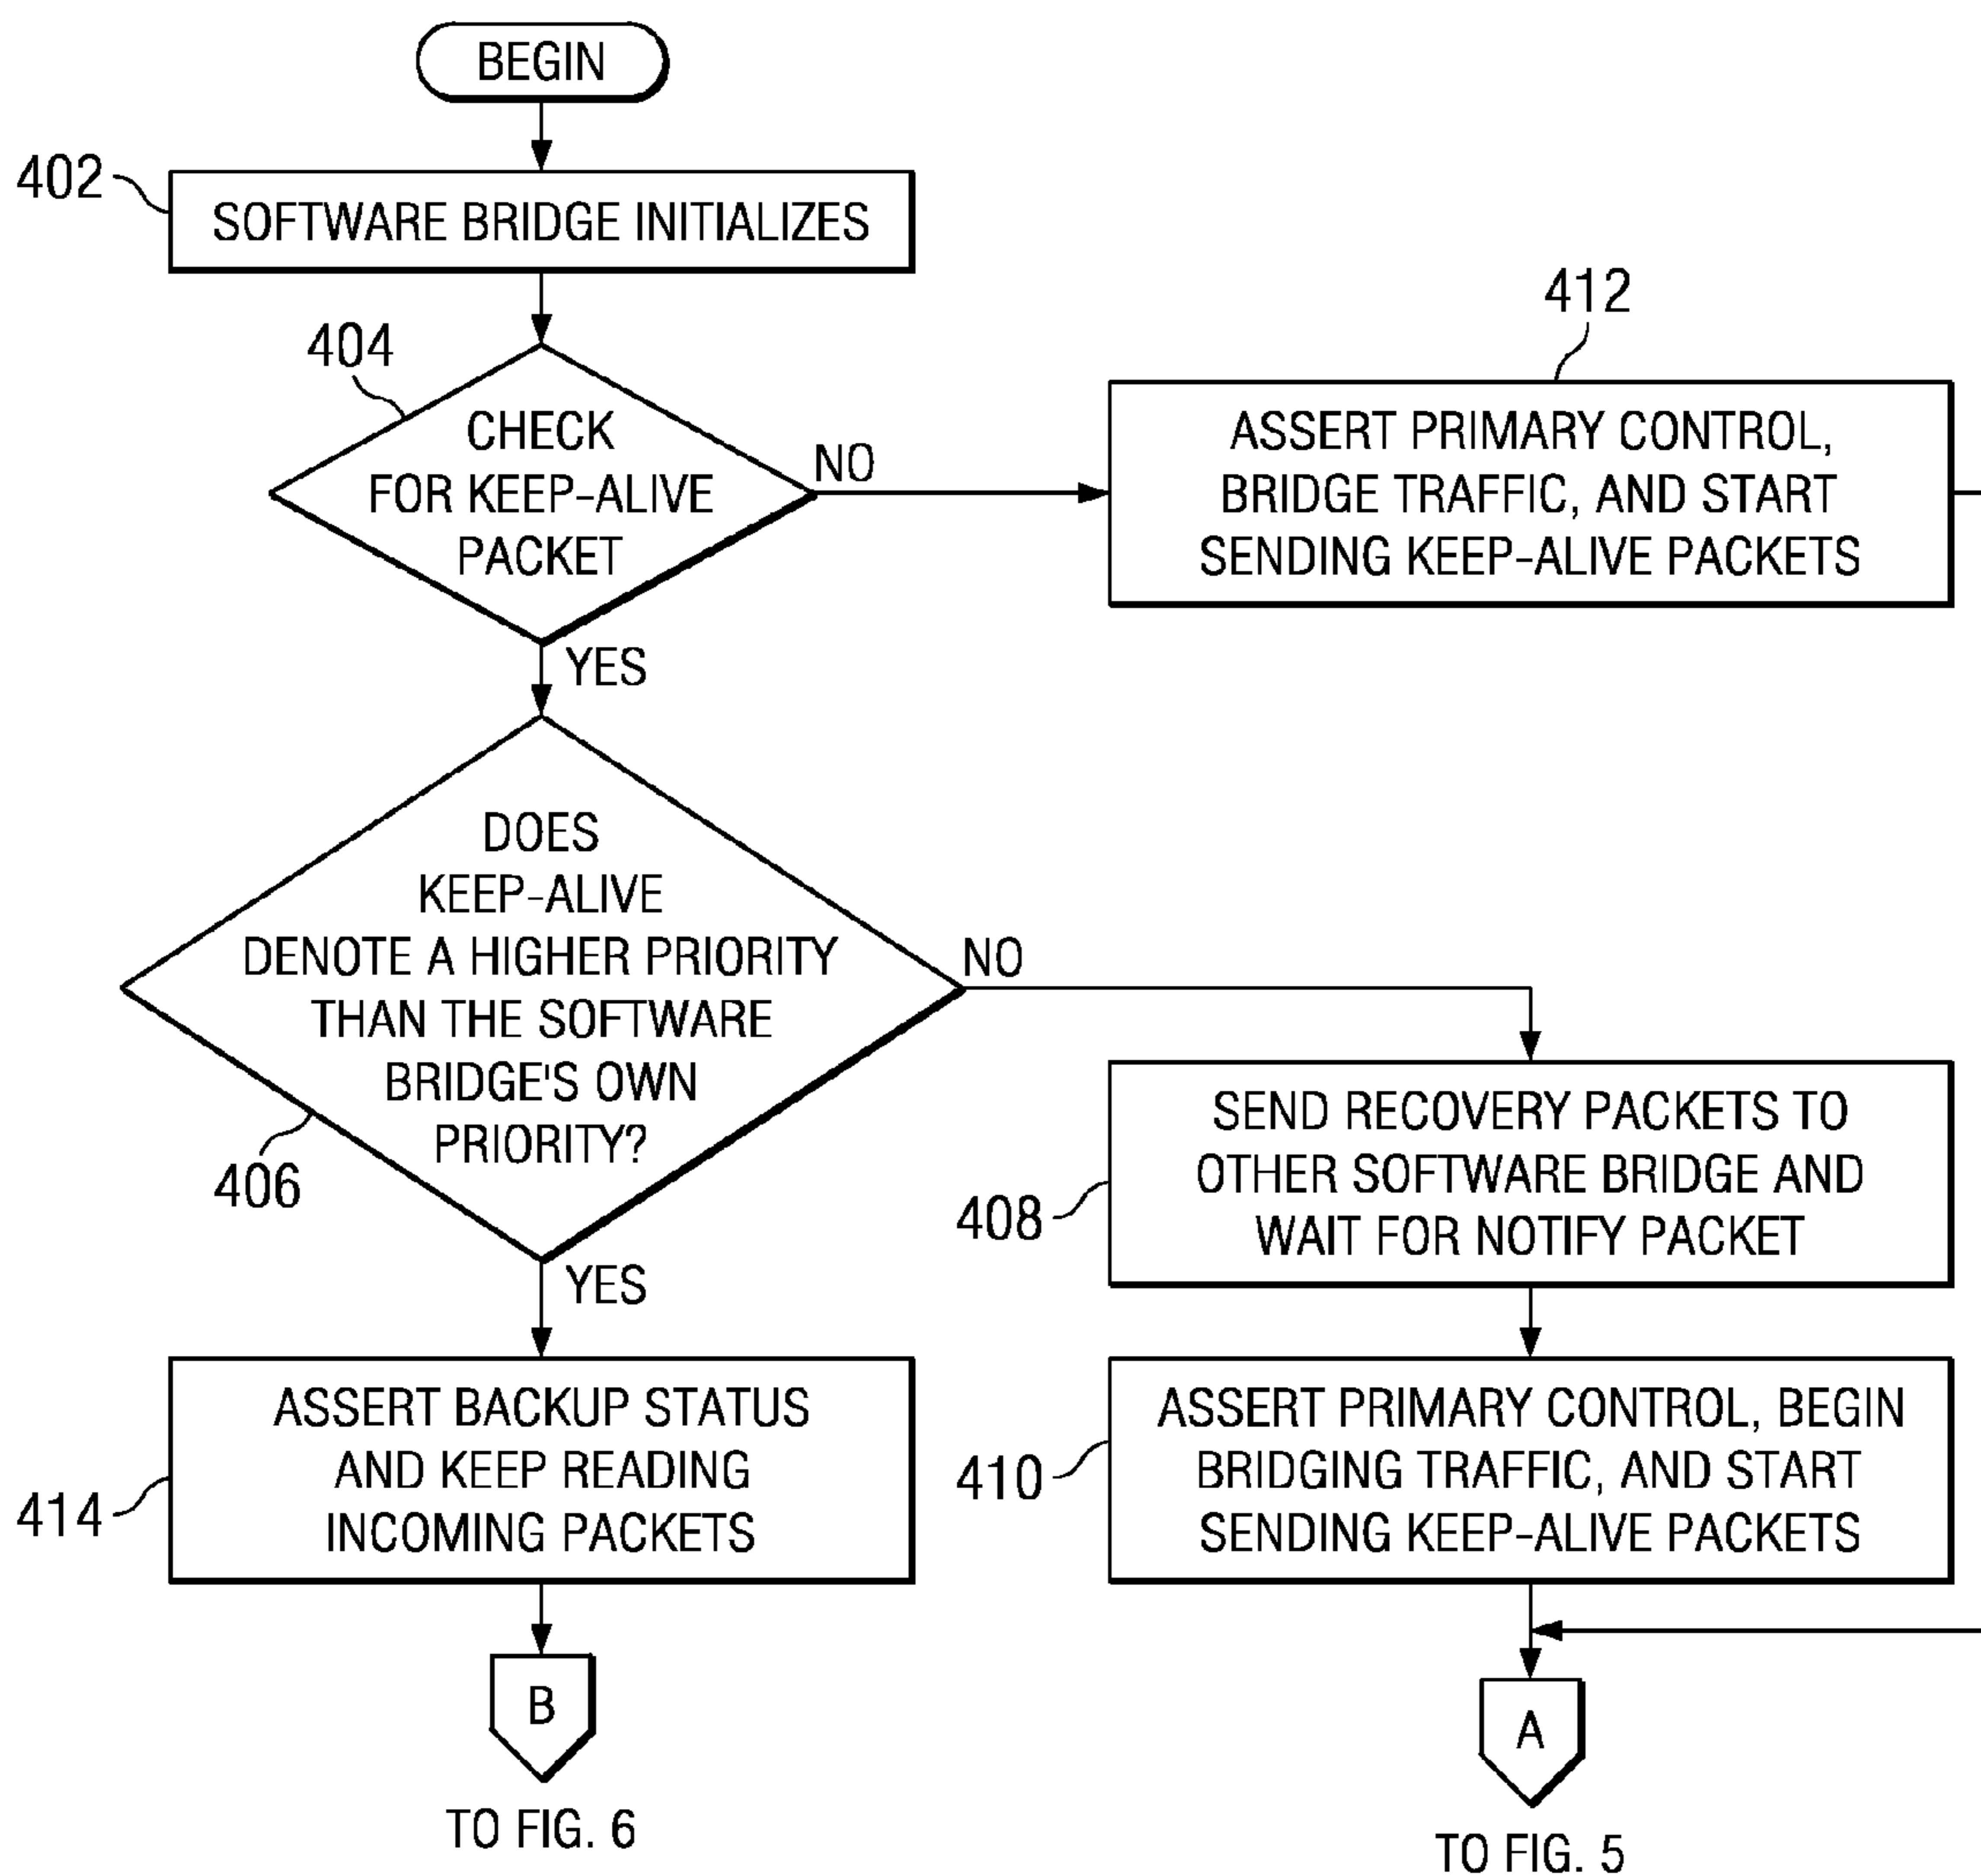 BEGIN
402
SOFTWARE BRIDGE INITIALIZES
404
CHECK
FOR KEEP-ALIVE
PACKET
NO
YES
412
ASSERT PRIMARY CONTROL,
BRIDGE TRAFFIC, AND START
SENDING KEEP-ALIVE PACKETS
DOES
KEEP-ALIVE
DENOTE A HIGHER PRIORITY
THAN THE SOFTWARE
BRIDGE'S OWN
PRIORITY?
406
NO
YES
408
SEND RECOVERY PACKETS TO
OTHER SOFTWARE BRIDGE AND
WAIT FOR NOTIFY PACKET
414
ASSERT BACKUP STATUS
AND KEEP READING
INCOMING PACKETS
410
ASSERT PRIMARY CONTROL, BEGIN
BRIDGING TRAFFIC, AND START
SENDING KEEP-ALIVE PACKETS
B
TO FIG. 6
A
TO FIG. 5